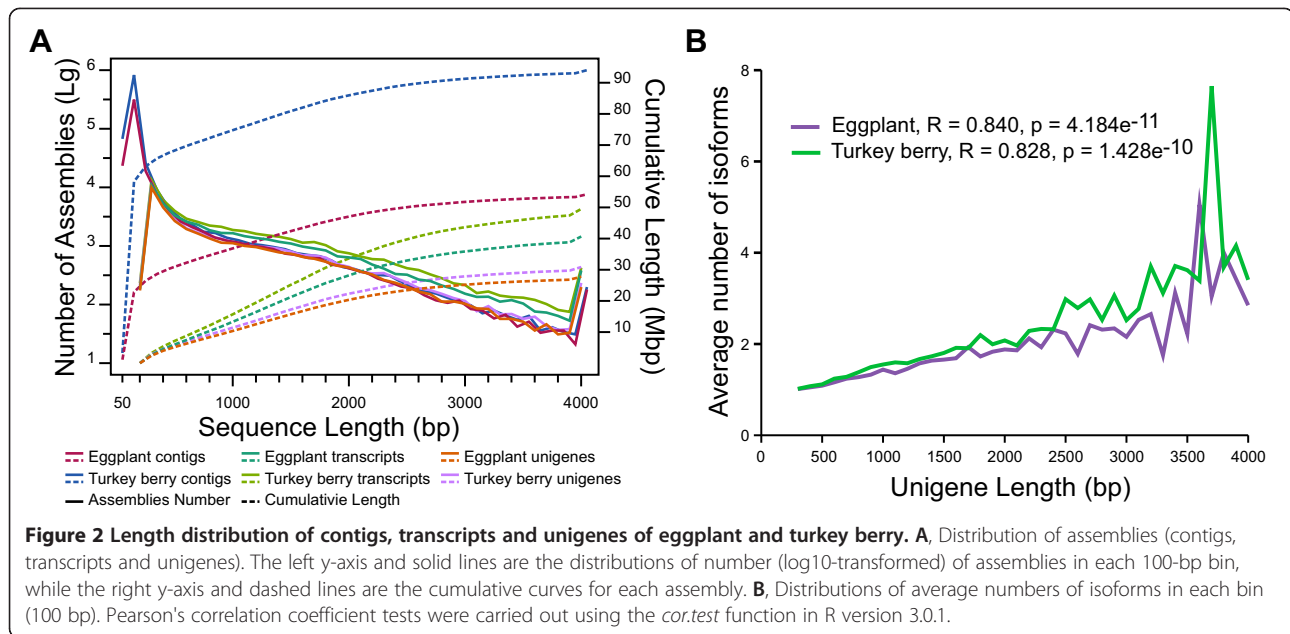 A
Number of Assemblies (Lg)
6
5
4
3
2
1
Cumulative Length (Mbp)
90
80
70
60
50
40
30
20
10
50
1000
2000
3000
4000
Sequence Length (bp)
Eggplant contigs
Eggplant transcripts
Eggplant unigenes
Turkey berry contigs
Turkey berry transcripts
Turkey berry unigenes
Assemblies Number
Cumulativie Length
B
Average number of isoforms
8
6
4
2
0
Eggplant, R = 0.840, p = 4.184e-11
Turkey berry, R = 0.828, p = 1.428e-10
0
500
1000
1500
2000
2500
3000
3500
4000
Unigene Length (bp)
Figure 2 Length distribution of contigs, transcripts and unigenes of eggplant and turkey berry. A, Distribution of assemblies (contigs,
transcripts and unigenes). The left y-axis and solid lines are the distributions of number (log10-transformed) of assemblies in each 100-bp bin,
while the right y-axis and dashed lines are the cumulative curves for each assembly. B, Distributions of average numbers of isoforms in each bin
(100 bp). Pearson's correlation coefficient tests were carried out using the cor.test function in R version 3.0.1.